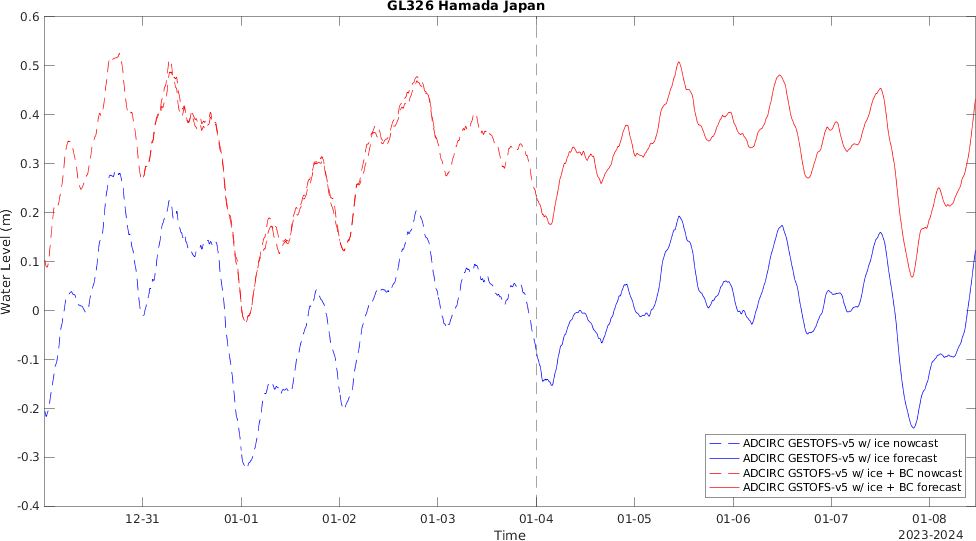 GL326 Hamada Japan
0.6
0.5
0.4
0.3
0.2
0.1
0
-0.1
-0.2
-0.3
-0.4
Water Level (m)
ADCIRC GESTOFS-v5 w/ ice nowcast
ADCIRC GESTOFS-v5 w/ ice forecast
ADCIRC GSTOFS-v5 w/ ice + BC nowcast
ADCIRC GSTOFS-v5 w/ ice + BC forecast
12-31 01-01 01-02 01-03 01-04 01-05 01-06 01-07 01-08
Time
2023-2024